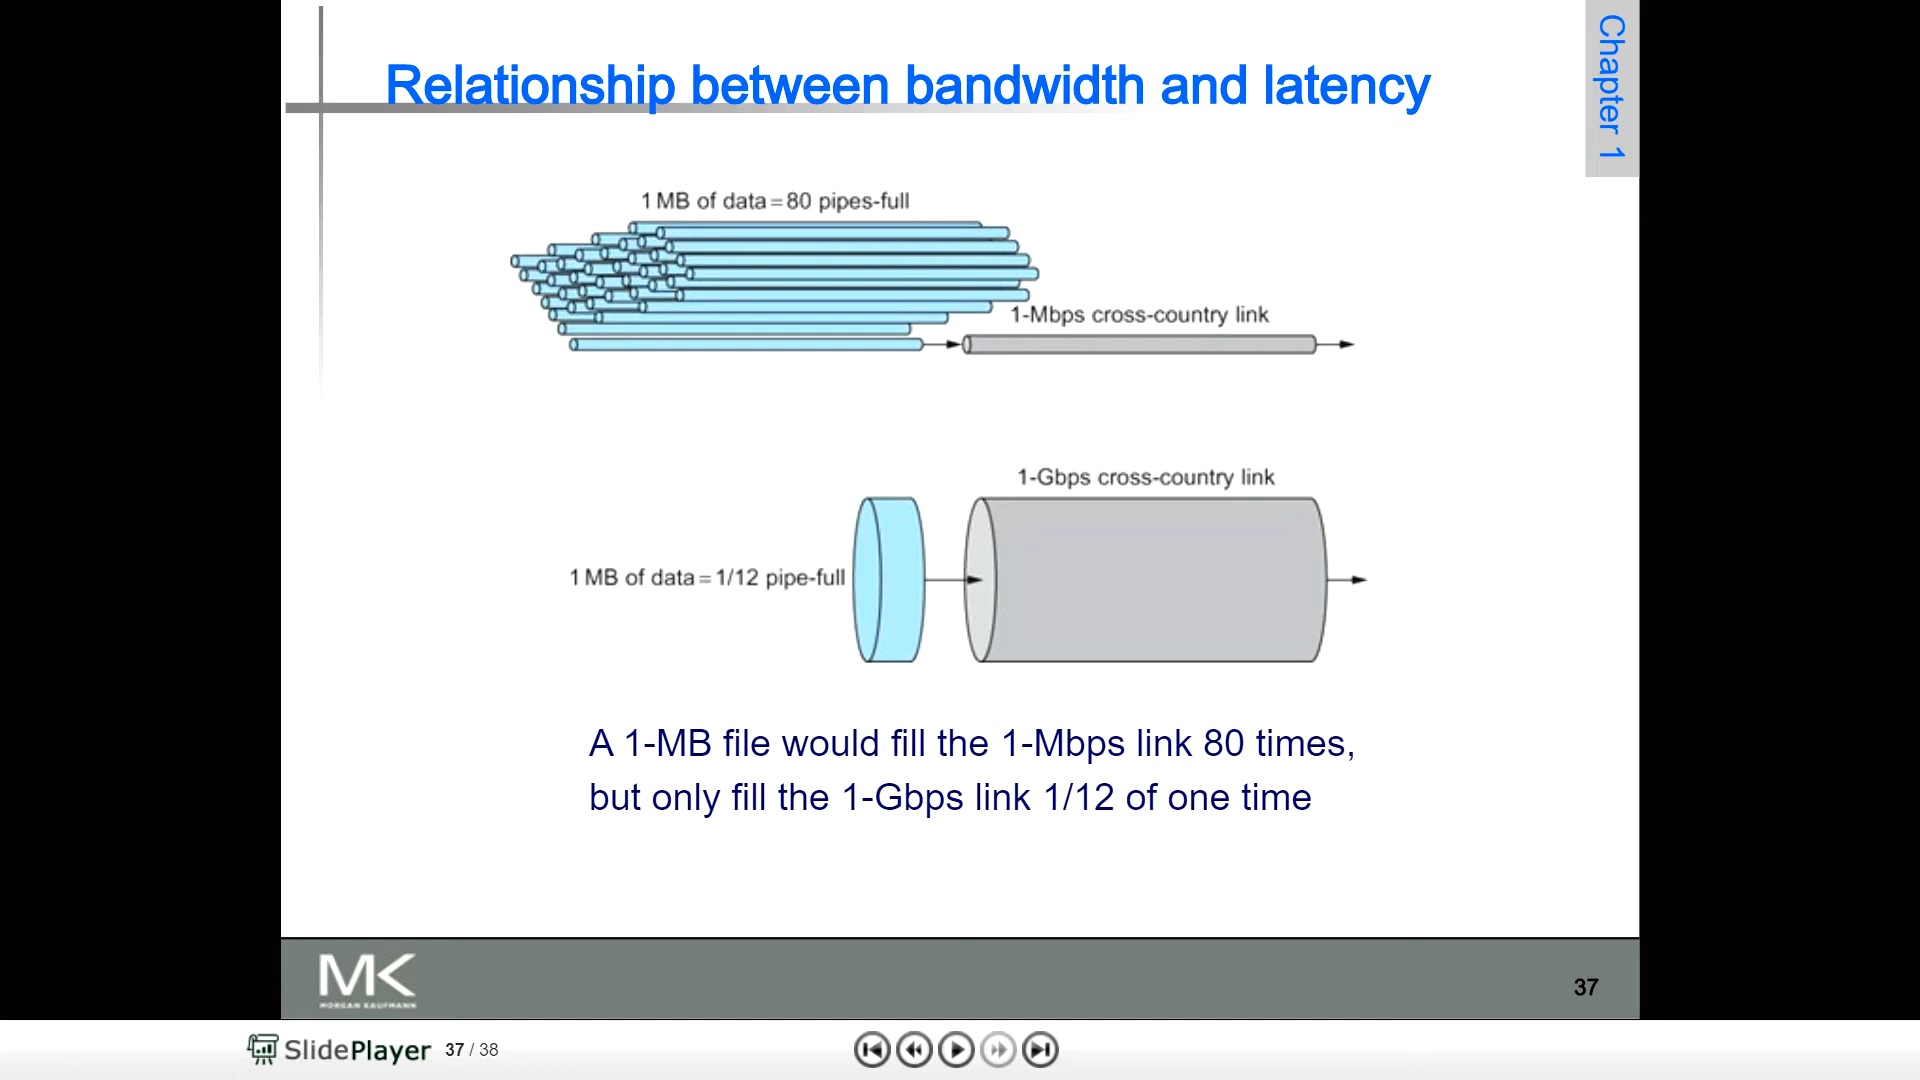 Relationship between bandwidth and latency
Chapter 1
1 MB of data = 80 pipes-full
1-Mbps cross-country link
1-Gbps cross-country link
1 MB of data = 1/12 pipe-full
A 1-MB file would fill the 1-Mbps link 80 times,
but only fill the 1-Gbps link 1/12 of one time
MK
MORGAN KAUFMANN
37
SlidePlayer
37 / 38